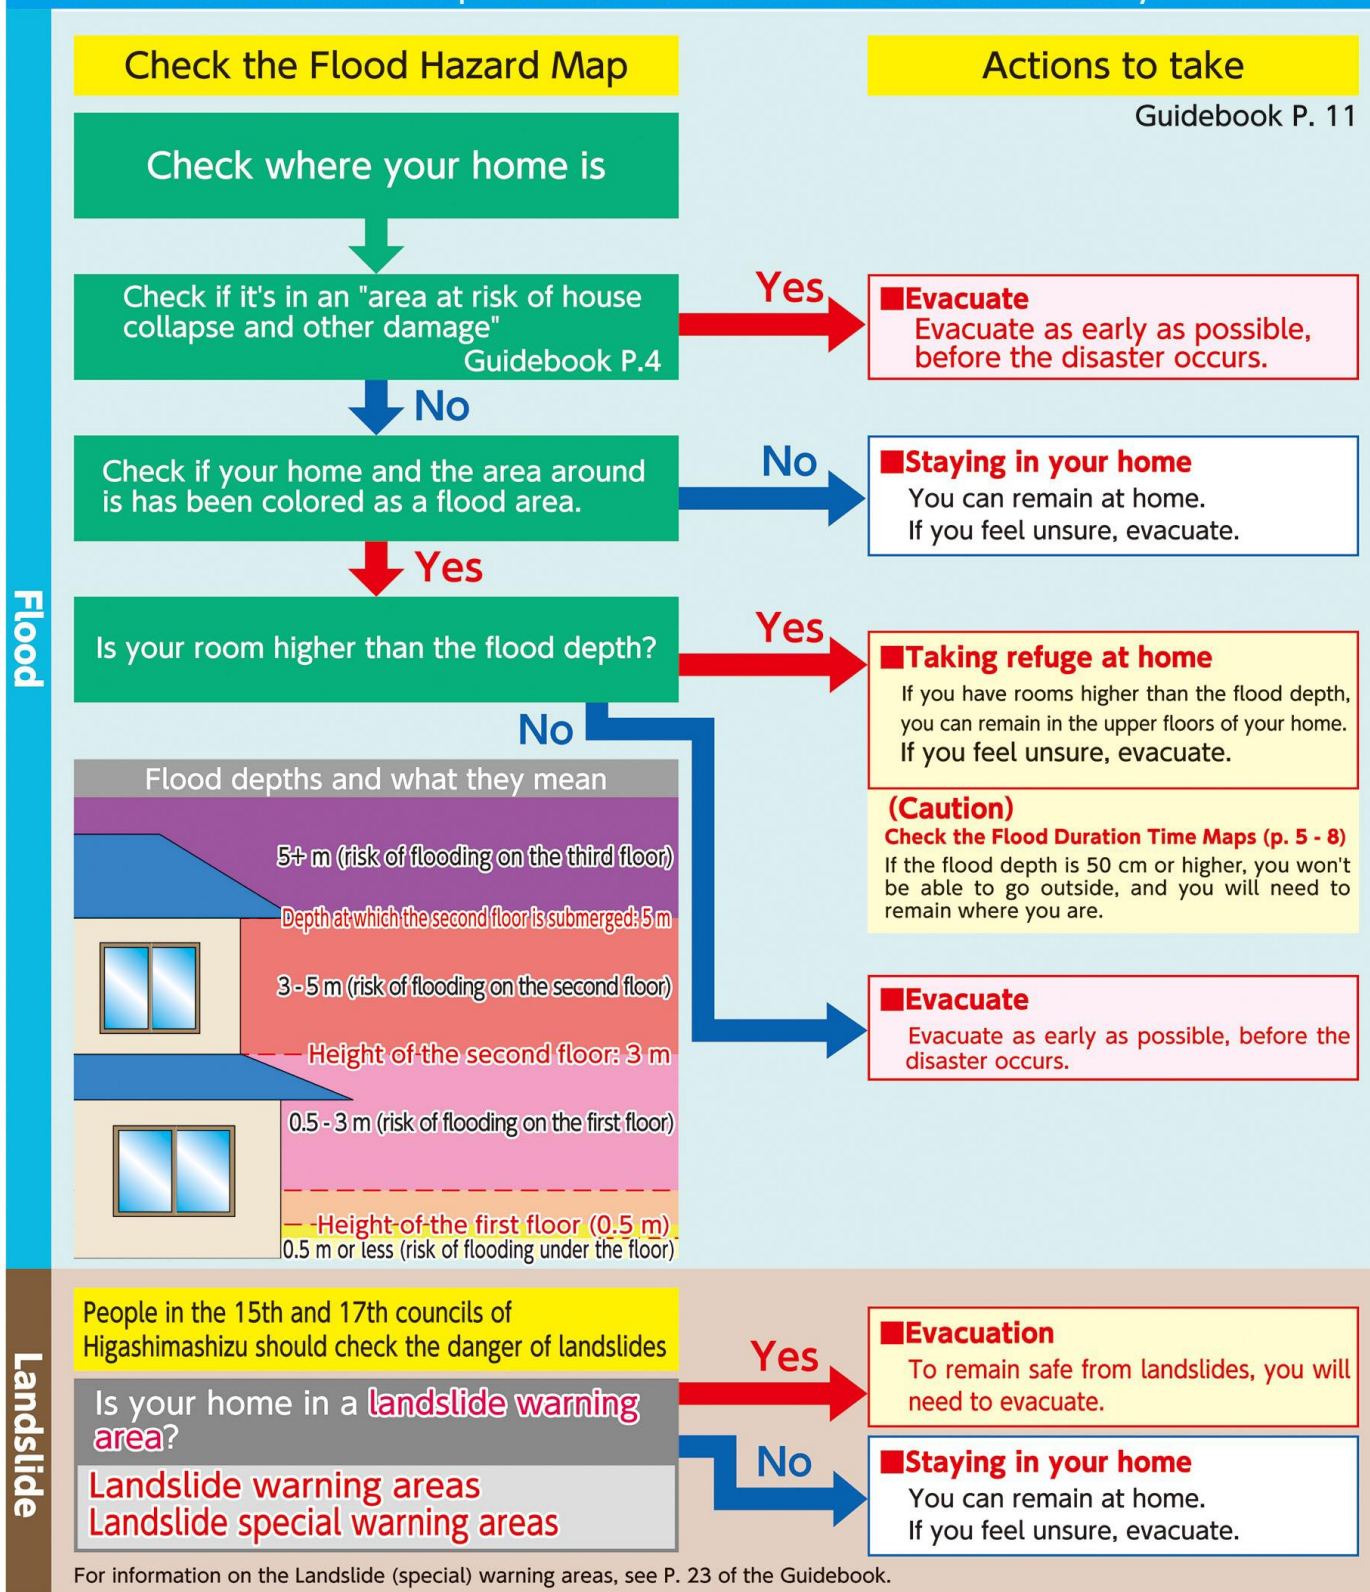 Check the Flood Hazard Map
Actions to take
Guidebook P. 11
Check where your home is
Check if it's in an "area at risk of house
collapse and other damage"
Guidebook P.4
Yes
■Evacuate
Evacuate as early as possible,
before the disaster occurs.
No
Check if your home and the area around
is has been colored as a flood area.
No
■Staying in your home
You can remain at home.
If you feel unsure, evacuate.
Yes
Is your room higher than the flood depth?
Yes
■Taking refuge at home
If you have rooms higher than the flood depth,
you can remain in the upper floors of your home.
If you feel unsure, evacuate.
(Caution)
Check the Flood Duration Time Maps (p. 5 - 8)
If the flood depth is 50 cm or higher, you won't
be able to go outside, and you will need to
remain where you are.
No
■Evacuate
Evacuate as early as possible, before the
disaster occurs.
Flood depths and what they mean
5+ m (risk of flooding on the third floor)
Depth at which the second floor is submerged: 5 m
3 - 5 m (risk of flooding on the second floor)
Height of the second floor: 3 m
0.5 - 3 m (risk of flooding on the first floor)
Height of the first floor (0.5 m)
0.5 m or less (risk of flooding under the floor)
Flood
People in the 15th and 17th councils of
Higashimashizu should check the danger of landslides
Is your home in a landslide warning
area?
Landslide warning areas
Landslide special warning areas
Yes
■Evacuation
To remain safe from landslides, you will
need to evacuate.
No
■Staying in your home
You can remain at home.
If you feel unsure, evacuate.
Landslide
For information on the Landslide (special) warning areas, see P. 23 of the Guidebook.